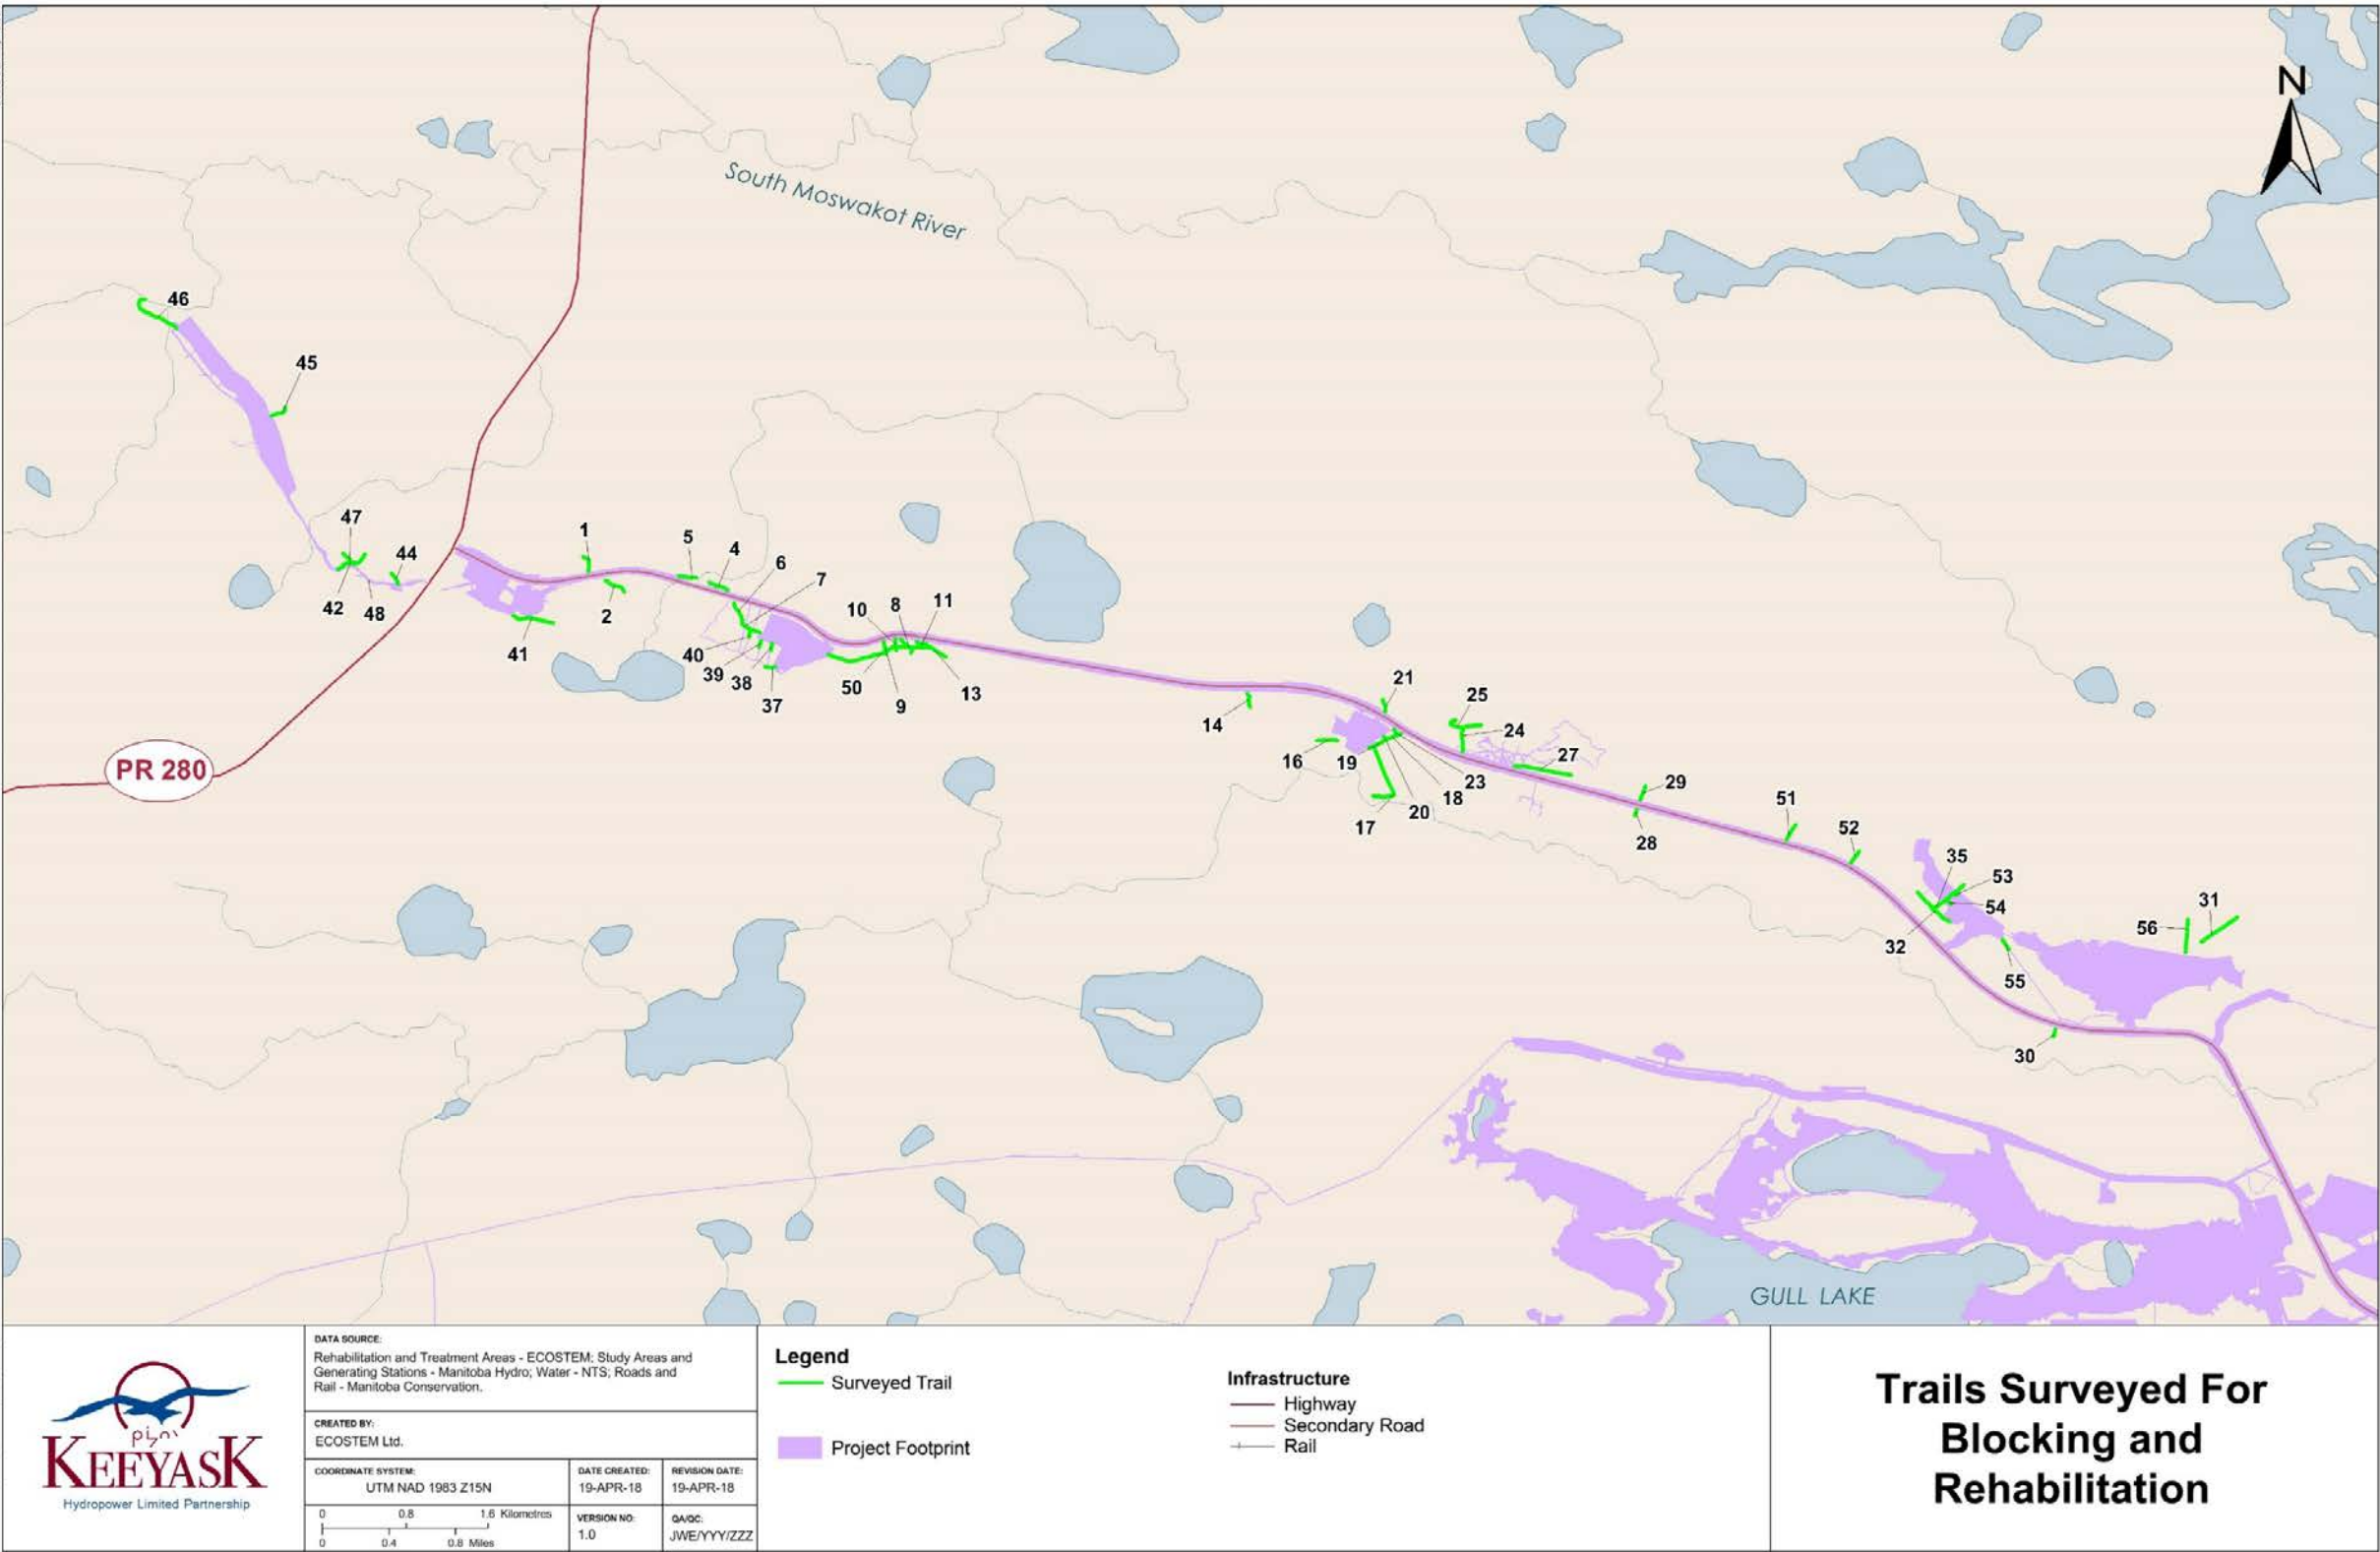 N
South Moswakot River
46
45
47
44
42
48
1
5
4
6
7
2
41
40
39
38
37
10
8
11
50
9
13
PR 280
14
21
25
24
16
19
27
23
18
20
17
29
28
51
52
35
53
54
32
55
56
31
30
GULL LAKE
KEEYASK
Hydropower Limited Partnership
DATA SOURCE:
Rehabilitation and Treatment Areas - ECOSTEM; Study Areas and
Generating Stations - Manitoba Hydro; Water - NTS; Roads and
Rail - Manitoba Conservation.
CREATED BY:
ECOSTEM Ltd.
COORDINATE SYSTEM:
UTM NAD 1983 Z15N
DATE CREATED:
19-APR-18
REVISION DATE:
19-APR-18
0 0.8 1.6 Kilometres
0 0.4 0.8 Miles
VERSION NO:
1.0
QA/QC:
JWE/YYY/ZZZ
Legend
Surveyed Trail
Project Footprint
Infrastructure
Highway
Secondary Road
Rail
Trails Surveyed For
Blocking and
Rehabilitation